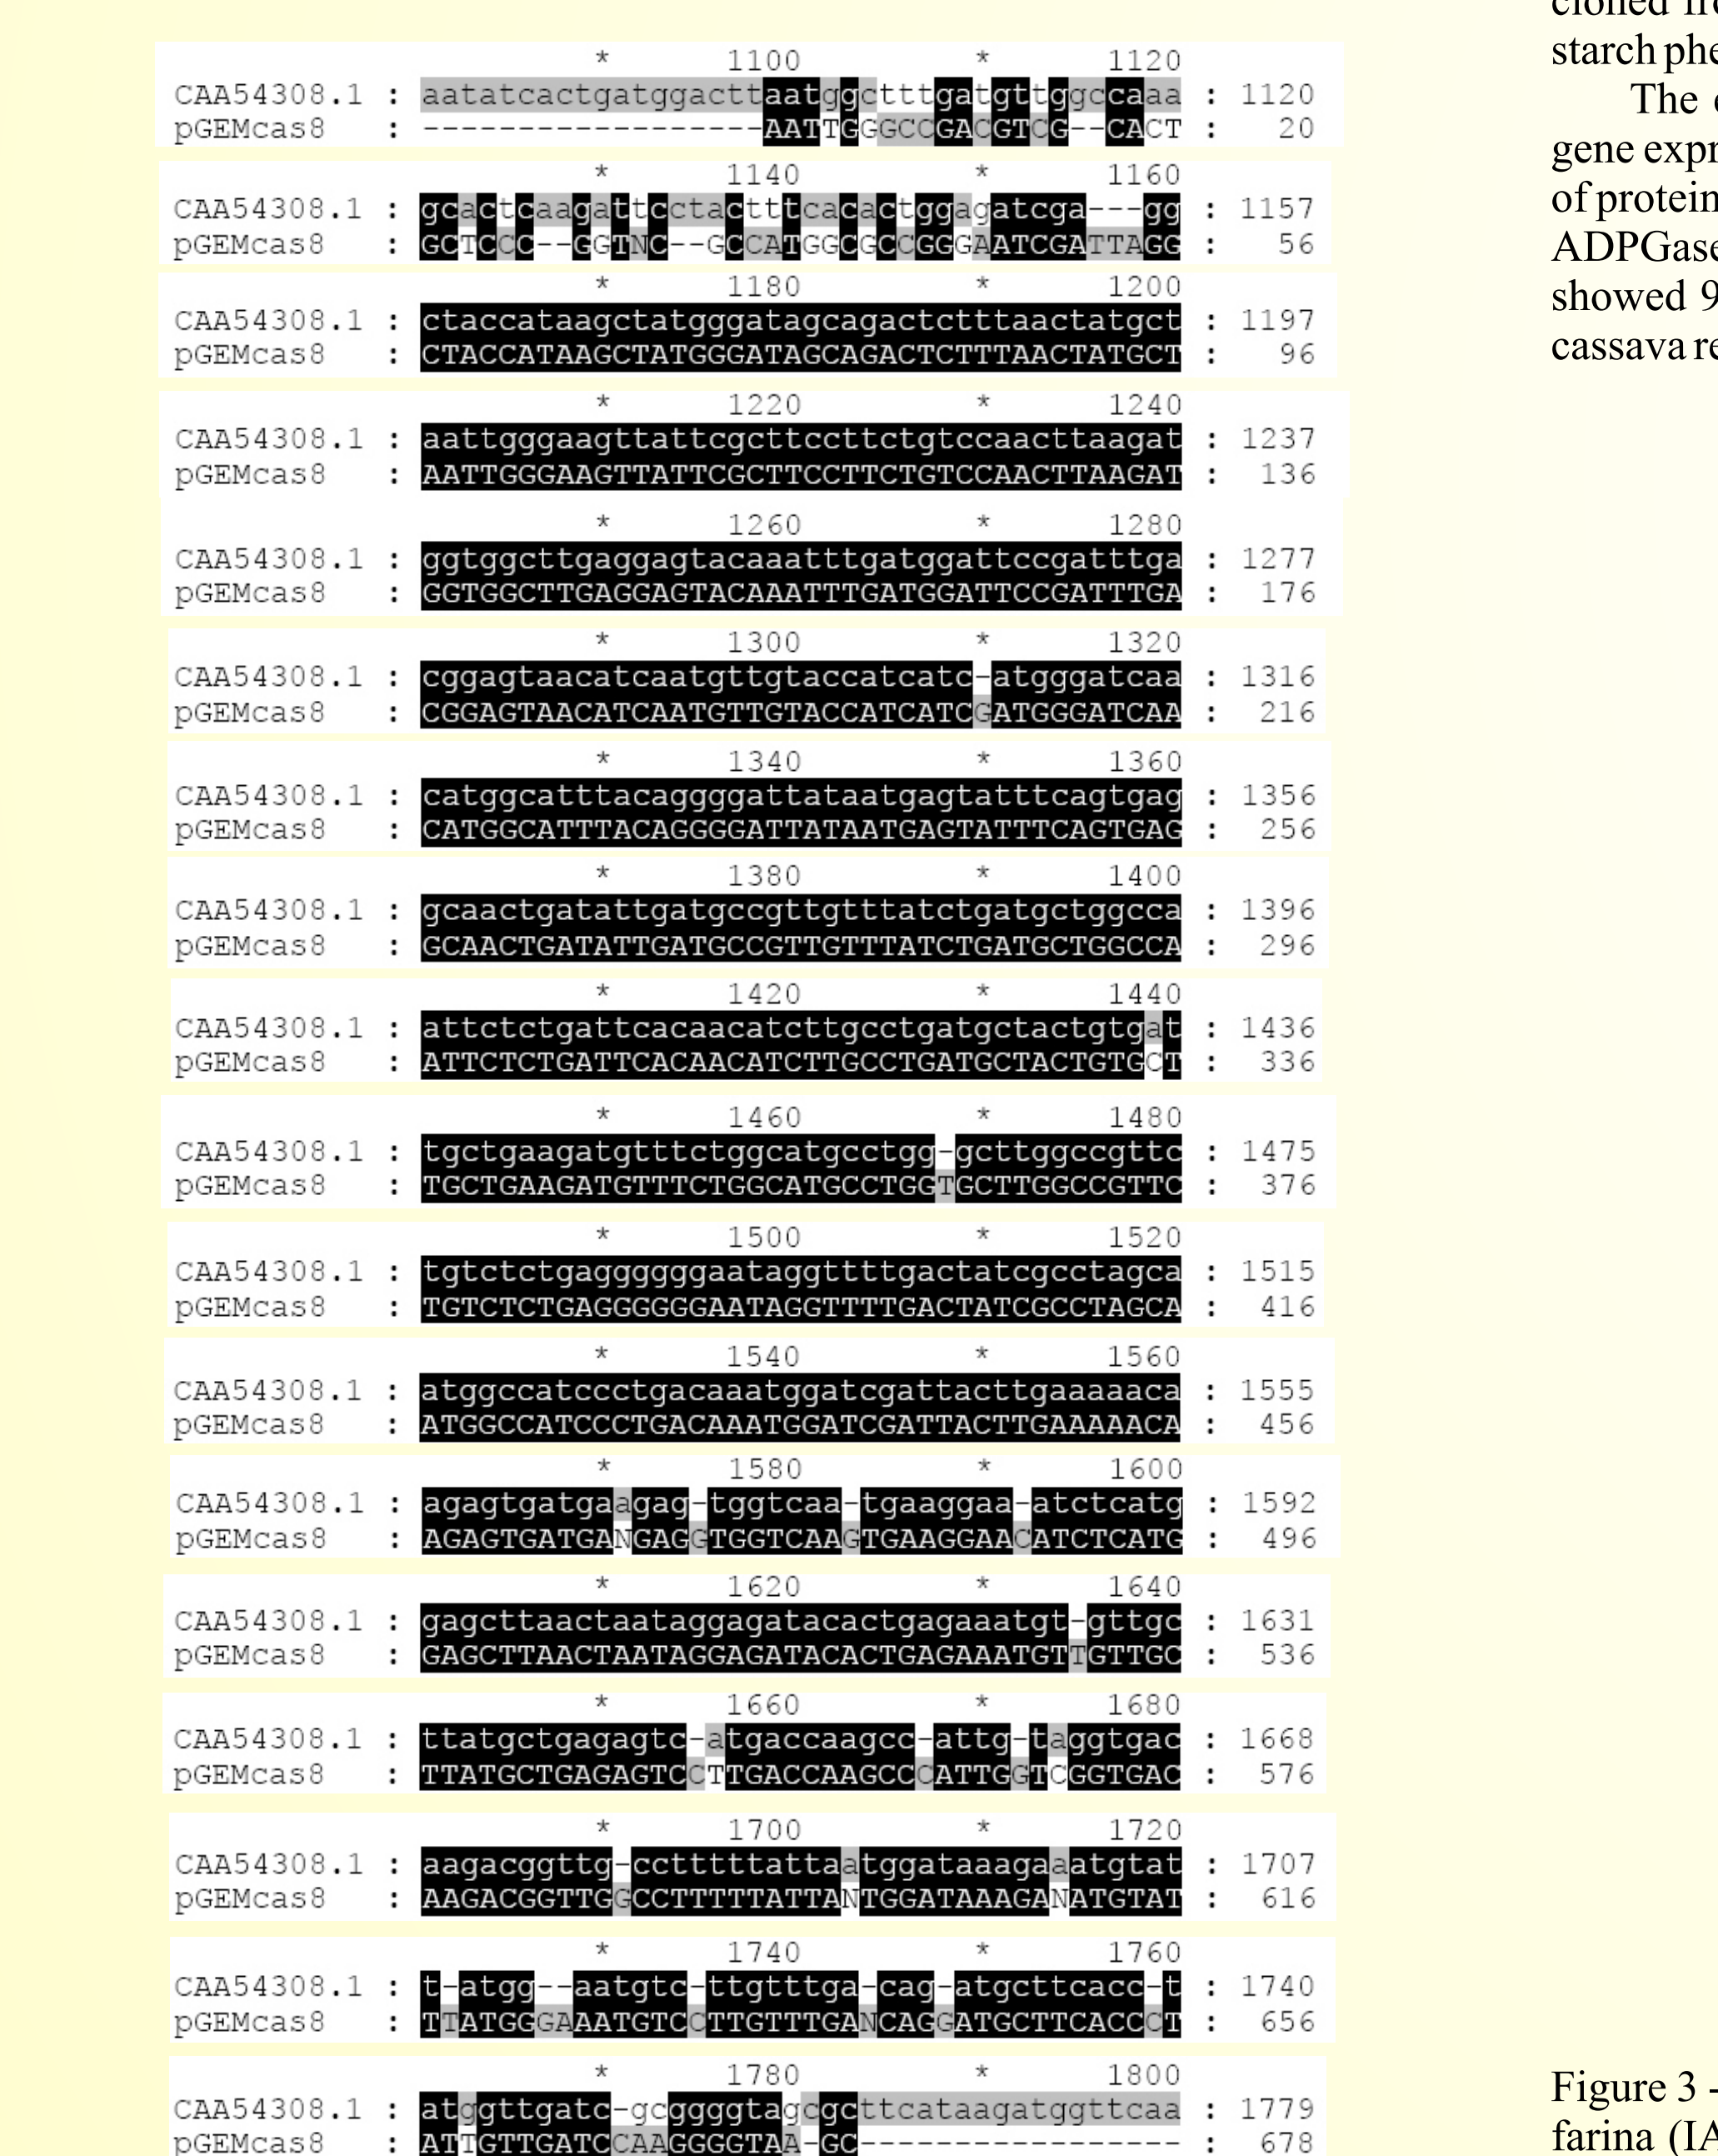 * 1100 * 1120
CAA54308.1 : aatatcactgatggacttaatggctttgatgttggccaaa : 1120
pGEMcas8 : ------------------AATTGGGCCGACGTCG--CACT : 20
* 1140 * 1160
CAA54308.1 : gcactcaagattcctactttcacactggagatcga---gg : 1157
pGEMcas8 : GCTCCC--GGTNC--GCCATGGCGCCGGGAATCGATTAGG : 56
* 1180 * 1200
CAA54308.1 : ctaccataagctatgggatagcagactctttaactatgct : 1197
pGEMcas8 : CTACCATAAGCTATGGGATAGCAGACTCTTTAACTATGCT : 96
* 1220 * 1240
CAA54308.1 : aattgggaagttattcgcttccttctgtccaacttaagat : 1237
pGEMcas8 : AATTGGGAAGTTATTCGCTTCCTTCTGTCCAACTTAAGAT : 136
* 1260 * 1280
CAA54308.1 : ggtggcttgaggagtacaaatttgatggattccgatttga : 1277
pGEMcas8 : GGTGGCTTGAGGAGTACAAATTTGATGGATTCCGATTTGA : 176
* 1300 * 1320
CAA54308.1 : cggagtaacatcaatgttgtaccatcatc-atgggatcaa : 1316
pGEMcas8 : CGGAGTAACATCAATGTTGTACCATCATCGATGGGATCAA : 216
* 1340 * 1360
CAA54308.1 : catggcatttacaggggattataatgagtatttcagtgag : 1356
pGEMcas8 : CATGGCATTTACAGGGGATTATAATGAGTATTTCAGTGAG : 256
* 1380 * 1400
CAA54308.1 : gcaactgatattgatgccgttgtttatctgatgctggcca : 1396
pGEMcas8 : GCAACTGATATTGATGCCGTTGTTTATCTGATGCTGGCCA : 296
* 1420 * 1440
CAA54308.1 : attctctgattcacaacatcttgcctgatgctactgtgat : 1436
pGEMcas8 : ATTCTCTGATTCACAACATCTTGCCTGATGCTACTGTGCT : 336
* 1460 * 1480
CAA54308.1 : tgctgaagatgtttctggcatgcctgg-gcttggccgttc : 1475
pGEMcas8 : TGCTGAAGATGTTTCTGGCATGCCTGGTGCTTGGCCGTTC : 376
* 1500 * 1520
CAA54308.1 : tgtctctgaggggggaataggttttgactatcgcctagca : 1515
pGEMcas8 : TGTCTCTGAGGGGGGAATAGGTTTTGACTATCGCCTAGCA : 416
* 1540 * 1560
CAA54308.1 : atggccatccctgacaaatggatcgattacttgaaaaaca : 1555
pGEMcas8 : ATGGCCATCCCTGACAAATGGATCGATTACTTGAAAAACA : 456
* 1580 * 1600
CAA54308.1 : agagtgatgaagag-tggtcaa-tgaaggaa-atctcatg : 1592
pGEMcas8 : AGAGTGATGANGAGGTGGTCAAGTGAAGGAACATCTCATG : 496
* 1620 * 1640
CAA54308.1 : gagcttaactaataggagatacactgagaaatgt-gttgc : 1631
pGEMcas8 : GAGCTTAACTAATAGGAGATACACTGAGAAATGTTGTTGC : 536
* 1660 * 1680
CAA54308.1 : ttatgctgagagtc-atgaccaagcc-attg-taggtgac : 1668
pGEMcas8 : TTATGCTGAGAGTCCTTGACCAAGCCCATTGGTCGGTGAC : 576
* 1700 * 1720
CAA54308.1 : aagacggttg-cctttttattaatggataaagaaatgtat : 1707
pGEMcas8 : AAGACGGTTGGCCTTTTTATTANTGGATAAAGANATGTAT : 616
* 1740 * 1760
CAA54308.1 : t-atgg--aatgtc-ttgtttga-cag-atgcttcacc-t : 1740
pGEMcas8 : TTATGGGAAATGTCCTTGTTTGANCAGGATGCTTCACCCT : 656
* 1780 * 1800
CAA54308.1 : atggttgatc-gcggggtagcgcttcataagatggttcaa : 1779
pGEMcas8 : ATTGTTGATCCAAGGGGTAA-GC----------------- : 678
cloned
starch
The
gene
of protein
ADPGase
showed 9
cassava
Figure 3 -
farina (IA